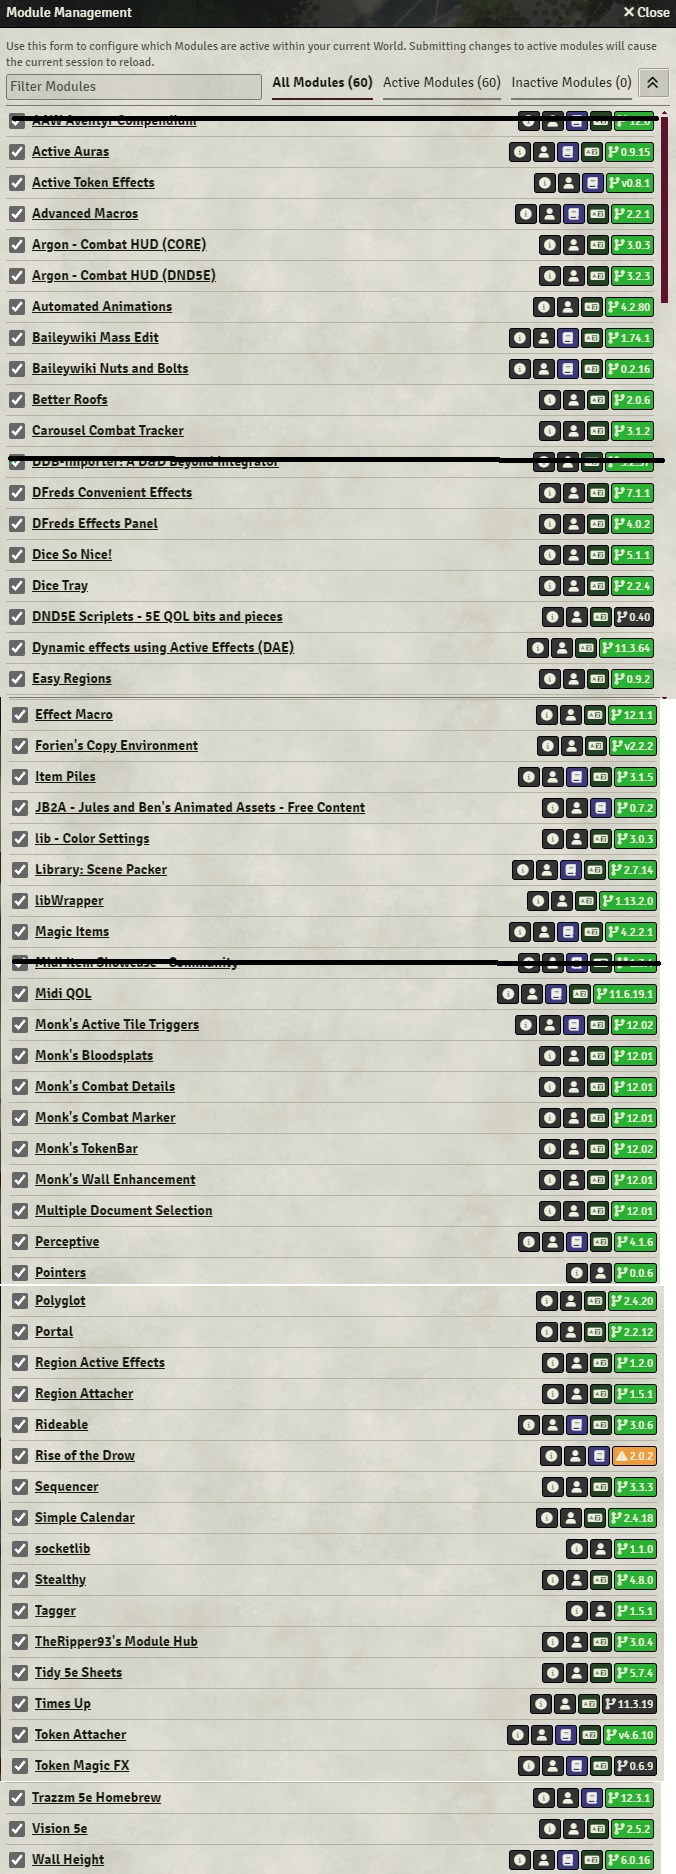 Module Management
Close
Use this form to configure which Modules are active within your current World. Submitting changes to active modules will cause
the current session to reload.
Filter Modules All Modules (60) Active Modules (60) Inactive Modules (0)
AAW Aventyr Compendium 12.0
Active Auras 0.9.15
Active Token Effects v0.8.1
Advanced Macros 2.2.1
Argon - Combat HUD (CORE) 3.0.3
Argon - Combat HUD (DND5E) 3.2.3
Automated Animations 4.2.80
Baileywiki Mass Edit 1.74.1
Baileywiki Nuts and Bolts 0.2.16
Better Roofs 2.0.6
Carousel Combat Tracker 3.1.2
DDB-Importer: A D&D Beyond Integrator
DFreds Convenient Effects 7.1.1
DFreds Effects Panel 4.0.2
Dice So Nice! 5.1.1
Dice Tray 2.2.4
DND5E Scriplets - 5E QOL bits and pieces 0.40
Dynamic effects using Active Effects (DAE) 11.3.64
Easy Regions 0.9.2
Effect Macro 12.1.1
Forien's Copy Environment v2.2.2
Item Piles 3.1.5
JB2A - Jules and Ben's Animated Assets - Free Content 0.7.2
lib - Color Settings 3.0.3
Library: Scene Packer 2.7.14
libWrapper 1.13.2.0
Magic Items 4.2.2.1
Midi Item Showcase - Community
Midi QOL 11.6.19.1
Monk's Active Tile Triggers 12.02
Monk's Bloodsplats 12.01
Monk's Combat Details 12.01
Monk's Combat Marker 12.01
Monk's TokenBar 12.02
Monk's Wall Enhancement 12.01
Multiple Document Selection 12.01
Perceptive 4.1.6
Pointers 0.0.6
Polyglot 2.4.20
Portal 2.2.12
Region Active Effects 1.2.0
Region Attacher 1.5.1
Rideable 3.0.6
Rise of the Drow 2.0.2
Sequencer 3.3.3
Simple Calendar 2.4.18
socketlib 1.1.0
Stealthy 4.8.0
Tagger 1.5.1
TheRipper93's Module Hub 3.0.4
Tidy 5e Sheets 5.7.4
Times Up 11.3.19
Token Attacher v4.6.10
Token Magic FX 0.6.9
Trazzm 5e Homebrew 12.3.1
Vision 5e 2.5.2
Wall Height 6.0.16